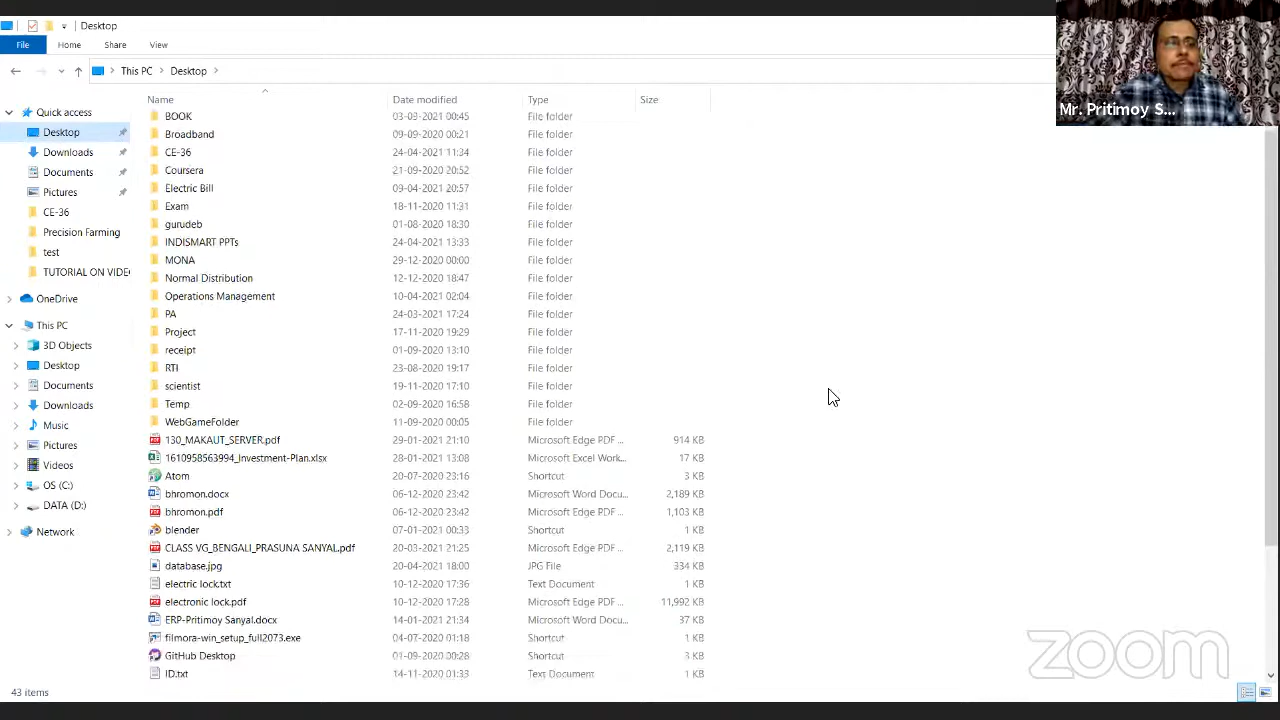 Desktop
File Home Share View
This PC Desktop
Name Date modified Type Size
Quick access
Desktop
Downloads
Documents
Pictures
CE-36
Precision Farming
test
TUTORIAL ON VIDE
OneDrive
This PC
3D Objects
Desktop
Documents
Downloads
Music
Pictures
Videos
OS (C:)
DATA (D:)
Network
BOOK 03-03-2021 00:45 File folder
Broadband 09-09-2020 00:21 File folder
CE-36 24-04-2021 11:34 File folder
Coursera 21-09-2020 20:52 File folder
Electric Bill 09-04-2021 20:57 File folder
Exam 18-11-2020 11:31 File folder
gurudeb 01-08-2020 18:30 File folder
INDISMART PPTs 24-04-2021 13:33 File folder
MONA 29-12-2020 00:00 File folder
Normal Distribution 12-12-2020 18:47 File folder
Operations Management 10-04-2021 02:04 File folder
PA 24-03-2021 17:24 File folder
Project 17-11-2020 19:29 File folder
receipt 01-09-2020 13:10 File folder
RTI 23-08-2020 19:17 File folder
scientist 19-11-2020 17:10 File folder
Temp 02-09-2020 16:58 File folder
WebGameFolder 11-09-2020 00:05 File folder
130_MAKAUT_SERVER.pdf 29-01-2021 21:10 Microsoft Edge PDF ... 914 KB
1610958563994_Investment-Plan.xlsx 28-01-2021 13:08 Microsoft Excel Work... 17 KB
Atom 20-07-2020 23:16 Shortcut 3 KB
bhromon.docx 06-12-2020 23:42 Microsoft Word Docu... 2,189 KB
bhromon.pdf 06-12-2020 23:42 Microsoft Edge PDF ... 1,103 KB
blender 07-01-2021 00:33 Shortcut 1 KB
CLASS VG_BENGALI_PRASUNA SANYAL.pdf 20-03-2021 21:25 Microsoft Edge PDF ... 2,119 KB
database.jpg 20-04-2021 18:00 JPG File 334 KB
electric lock.txt 10-12-2020 17:36 Text Document 1 KB
electronic lock.pdf 10-12-2020 17:28 Microsoft Edge PDF ... 11,992 KB
ERP-Pritimoy Sanyal.docx 14-01-2021 21:34 Microsoft Word Docu... 37 KB
filmora-win_setup_full2073.exe 04-07-2020 01:18 Shortcut 1 KB
GitHub Desktop 01-09-2020 00:28 Shortcut 3 KB
ID.txt 14-11-2020 01:33 Text Document 1 KB
43 items
Mr. Pritimoy S...
zoom